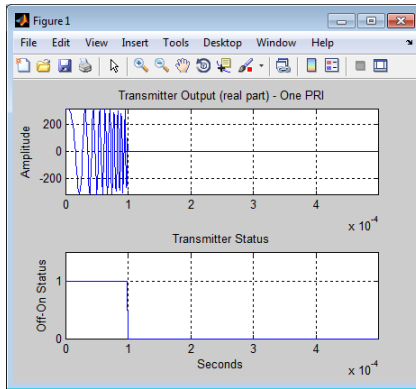 Figure 1
File Edit View Insert Tools Desktop Window Help
Transmitter Output (real part) - One PRI
Amplitude
200
0
-200
0 1 2 3 4
x 10^-4
Transmitter Status
Off-On Status
1
0
0 1 2 3 4
Seconds
x 10^-4